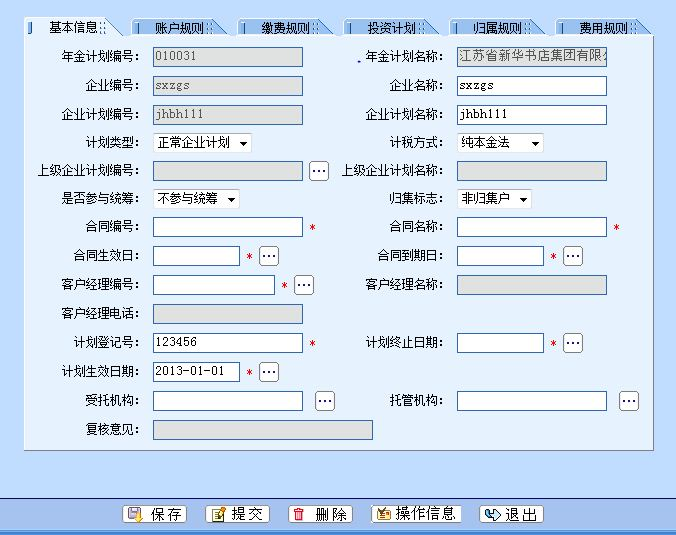 基本信息 账户规则 缴费规则 投资计划 归属规则 费用规则
年金计划编号: 010031 年金计划名称: 江苏省新华书店集团有限
企业编号: sxzgs 企业名称: sxzgs
企业计划编号: jhbh111 企业计划名称: jhbh111
计划类型: 正常企业计划 计税方式: 纯本金法
上级企业计划编号: ... 上级企业计划名称:
是否参与统筹: 不参与统筹 归集标志: 非归集户
合同编号: * 合同名称: *
合同生效日: * ... 合同到期日: * ...
客户经理编号: * ... 客户经理名称:
客户经理电话:
计划登记号: 123456 * 计划终止日期: * ...
计划生效日期: 2013-01-01 * ...
受托机构: ... 托管机构: ...
复核意见:
保存 提交 删除 操作信息 退出